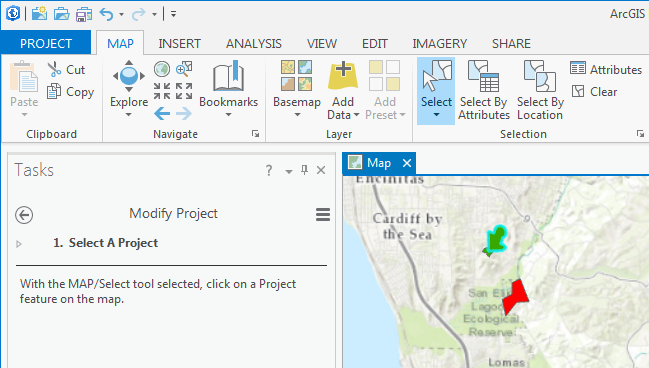 ArcGIS
PROJECT MAP INSERT ANALYSIS VIEW EDIT IMAGERY SHARE
Paste
Cut
Copy
Clipboard
Explore
Bookmarks
Navigate
Basemap
Add Data
Add Preset
Layer
Select
Select By Attributes
Select By Location
Attributes
Clear
Selection
Tasks ?
Modify Project
1. Select A Project
With the MAP/Select tool selected, click on a Project
feature on the map.
Map
Encinitas
Cardiff by
the Sea
San Eli
Lagoo
Ecological
Reserve
Lomas